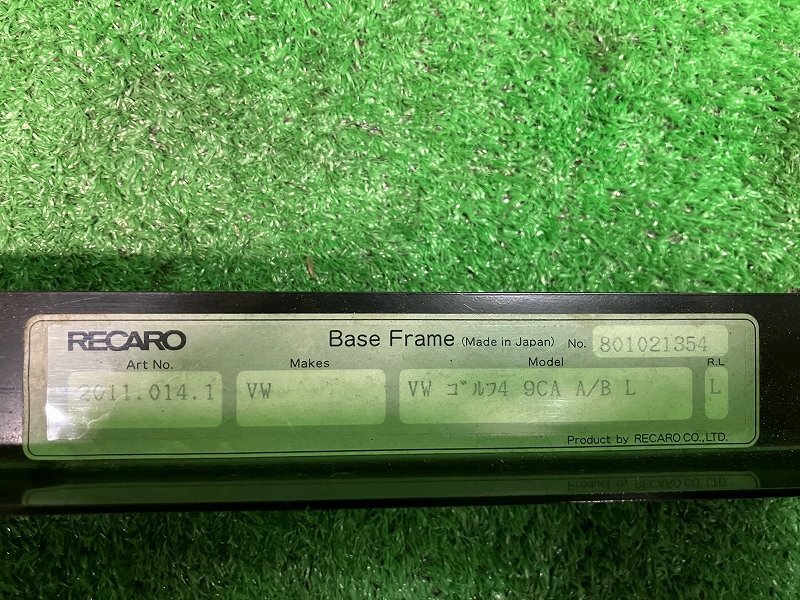 RECARO Base Frame (Made in Japan) No. 801021354
Art No. Makes Model R.L
2011.014.1 VW VW ゴルフ4 9CA A/B L L
Product by RECARO CO.,LTD.